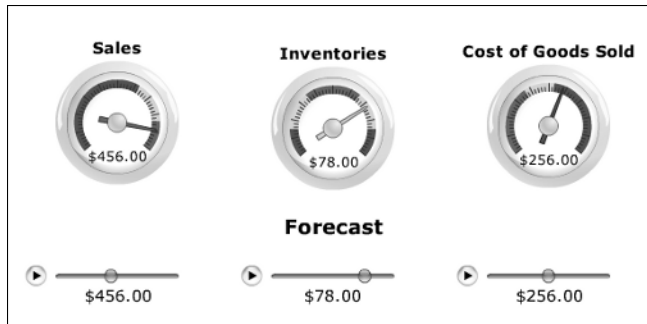 Sales
Inventories
Cost of Goods Sold
$456.00
$78.00
$256.00
Forecast
$456.00
$78.00
$256.00